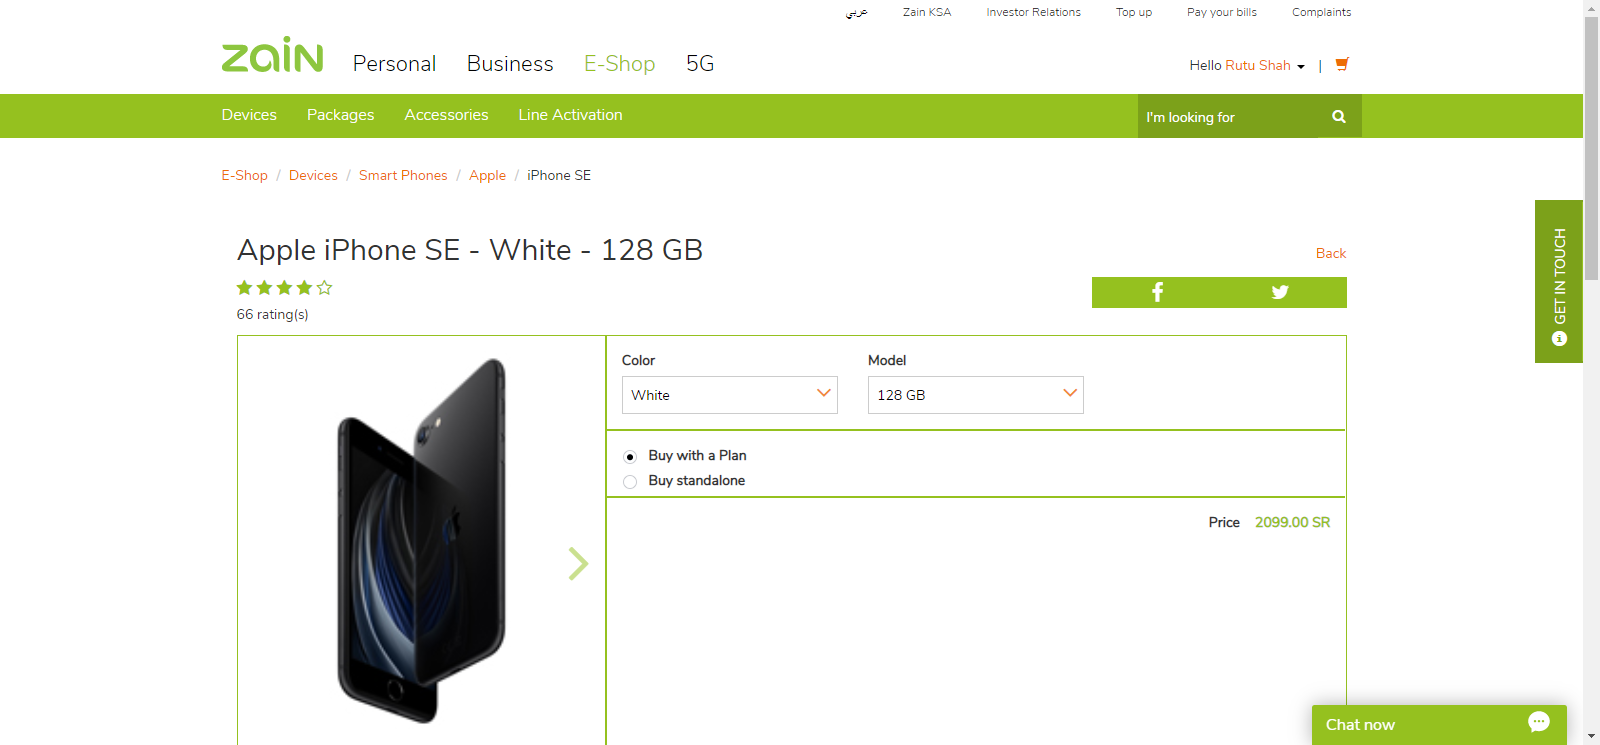 عربي Zain KSA Investor Relations Top up Pay your bills Complaints
zain Personal Business E-Shop 5G
Hello Rutu Shah |
Devices Packages Accessories Line Activation
I'm looking for
E-Shop / Devices / Smart Phones / Apple / iPhone SE
Apple iPhone SE - White - 128 GB
Back
66 rating(s)
GET IN TOUCH
Color Model
White 128 GB
Buy with a Plan
Buy standalone
Price 2099.00 SR
Chat now